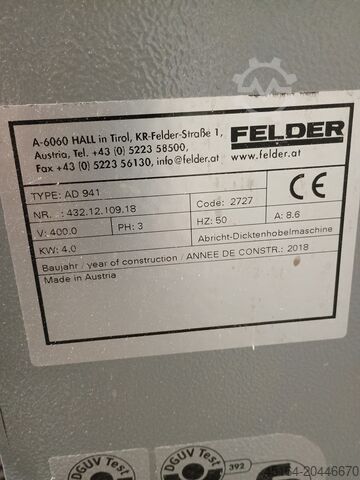 A-6060 HALL in Tirol, KR-Felder-Straße 1,
Austria, Tel. +43 (0) 5223 58500,
Fax +43 (0) 5223 56130, info@felder.at
FELDER
www.felder.at
TYPE: AD 941
NR. :432.12.109.18
Code: 2727
CE
V: 400.0
PH: 3
HZ: 50
A: 8.6
KW: 4.0
Abricht-Dicktenhobelmaschine
Baujahr / year of construction / ANNEE DE CONSTR.: 2018
Made in Austria
DGUV Test
DGUV Test
392
45164-20446670